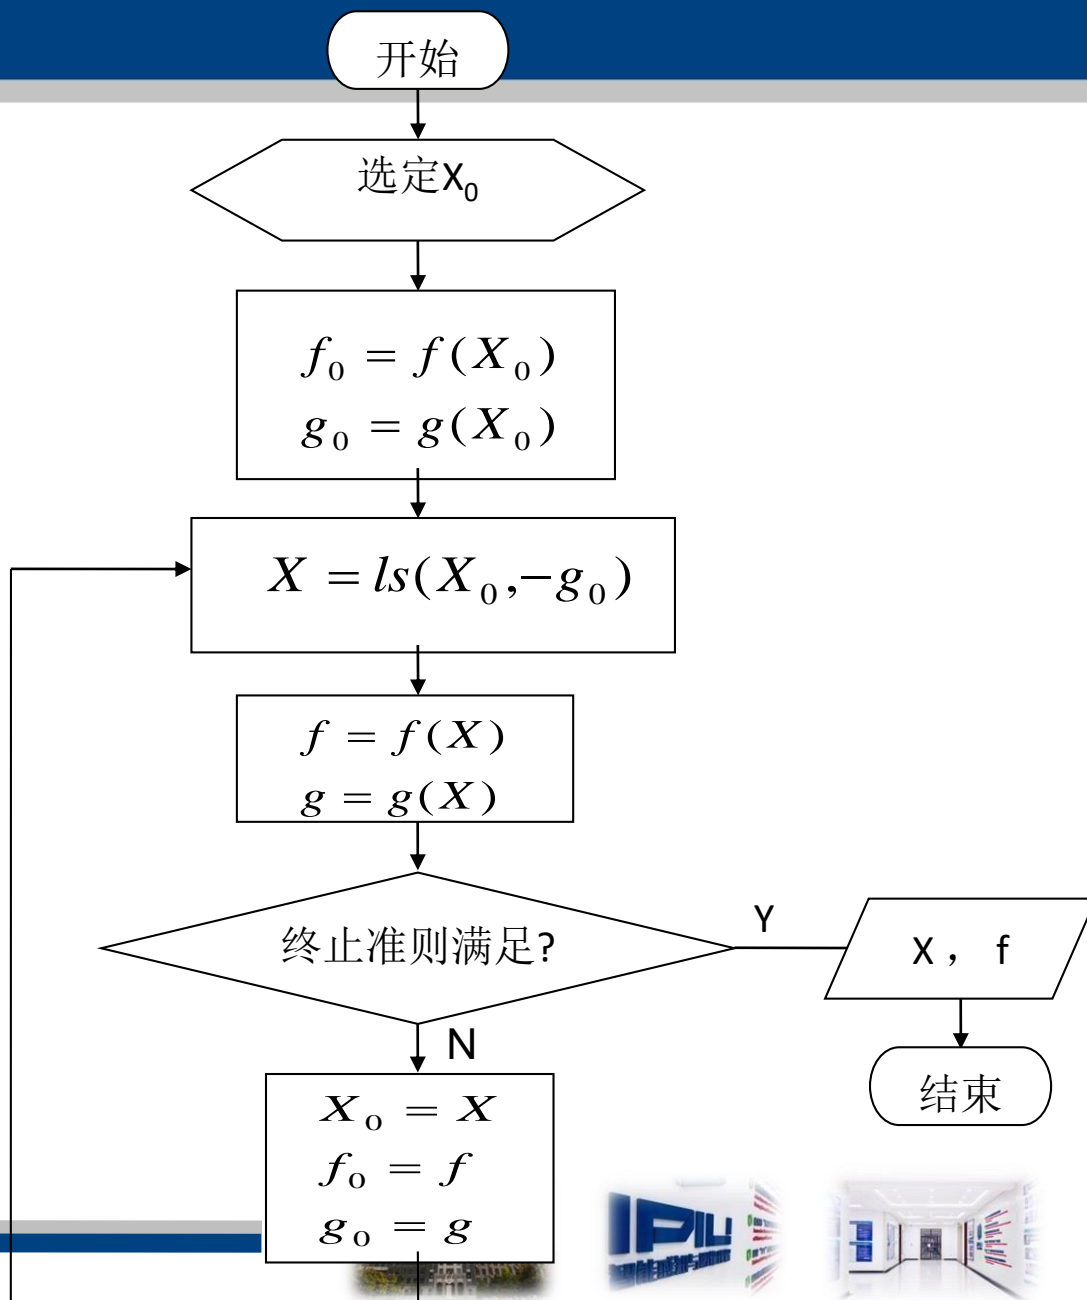 开始
选定X₀
f₀ = f(X₀)
g₀ = g(X₀)
X = ls(X₀,-g₀)
f = f(X)
g = g(X)
终止准则满足?
Y
X， f
N
结束
X₀ = X
f₀ = f
g₀ = g
IPIU